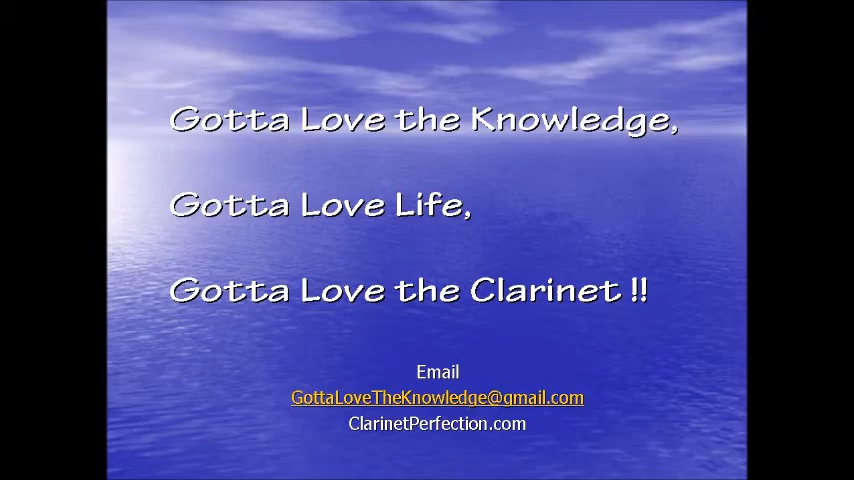 Gotta Love the Knowledge,
Gotta Love Life,
Gotta Love the Clarinet !!
Email
GottaLoveTheKnowledge@gmail.com
ClarinetPerfection.com